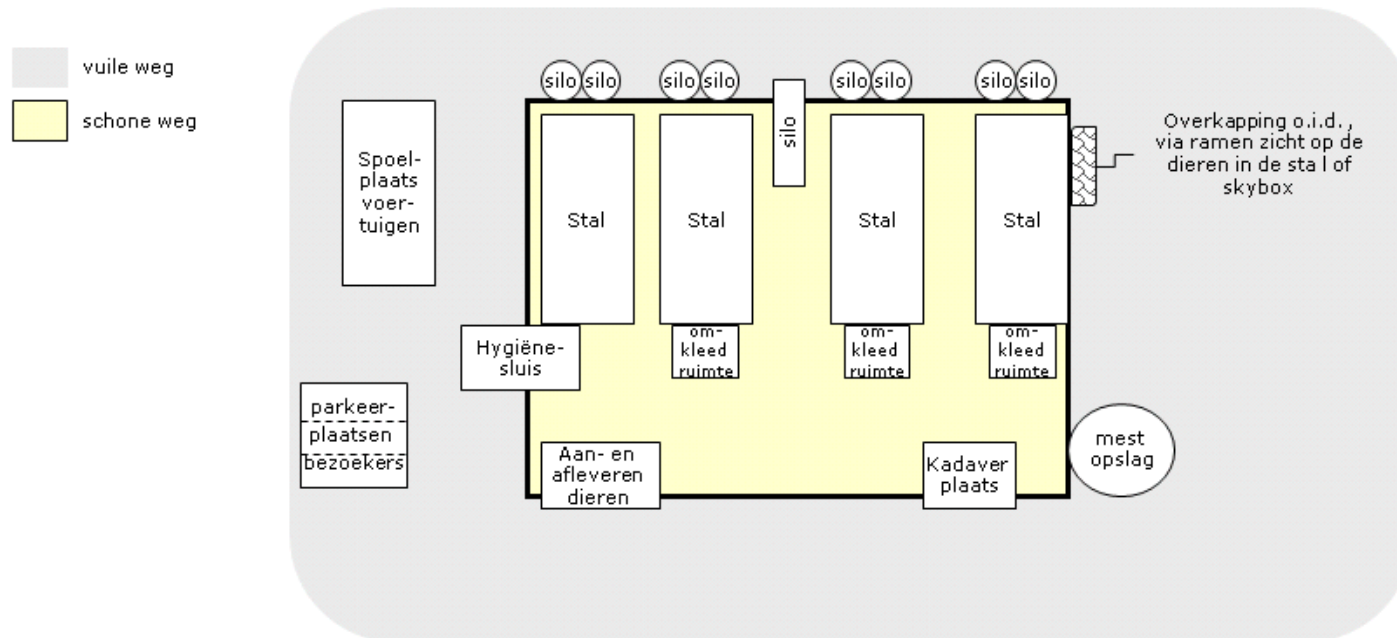 vuile weg
schone weg
silo silo silo silo silo silo silo silo
silo
Spoel-
plaats
voer-
tuigen
Stal
Stal
Stal
Stal
Overkapping o.i.d.,
via ramen zicht op de
dieren in de sta l of
skybox
Hygiëne-
sluis
om-
kleed
ruimte
om-
kleed
ruimte
om-
kleed
ruimte
parkeer-
plaatsen
bezoekers
Aan- en
afleveren
dieren
Kadaver
plaats
mest
opslag